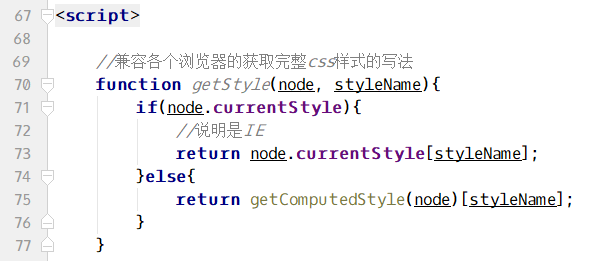 67 <script>
68
69 //兼容各个浏览器的获取完整css样式的写法
70 function getStyle(node, styleName){
71 if(node.currentStyle){
72 //说明是IE
73 return node.currentStyle[styleName];
74 }else{
75 return getComputedStyle(node)[styleName];
76 }
77 }